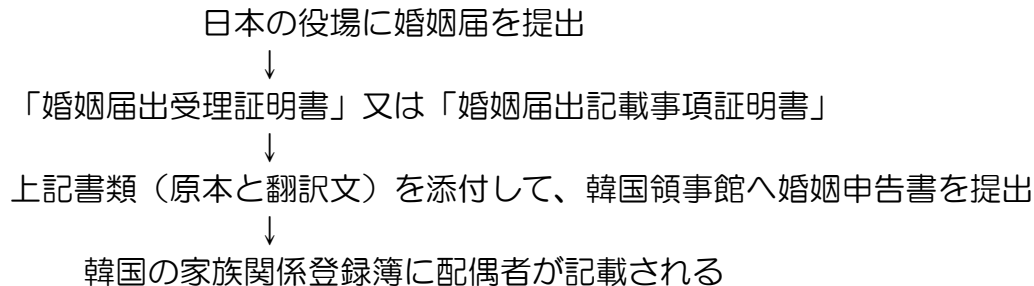 日本の役場に婚姻届を提出
↓
「婚姻届出受理証明書」又は「婚姻届出記載事項証明書」
↓
上記書類（原本と翻訳文）を添付して、韓国領事館へ婚姻申告書を提出
↓
韓国の家族関係登録簿に配偶者が記載される